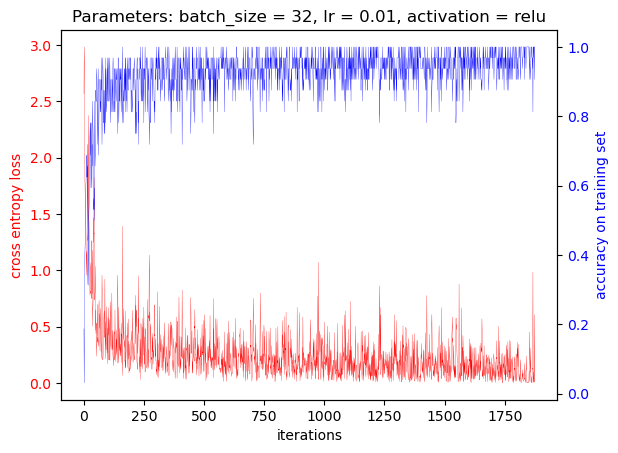 Parameters: batch_size = 32, lr = 0.01, activation = relu
3.0
2.5
2.0
1.5
1.0
0.5
0.0
cross entropy loss
1.0
0.8
0.6
0.4
0.2
0.0
accuracy on training set
0 250 500 750 1000 1250 1500 1750
iterations